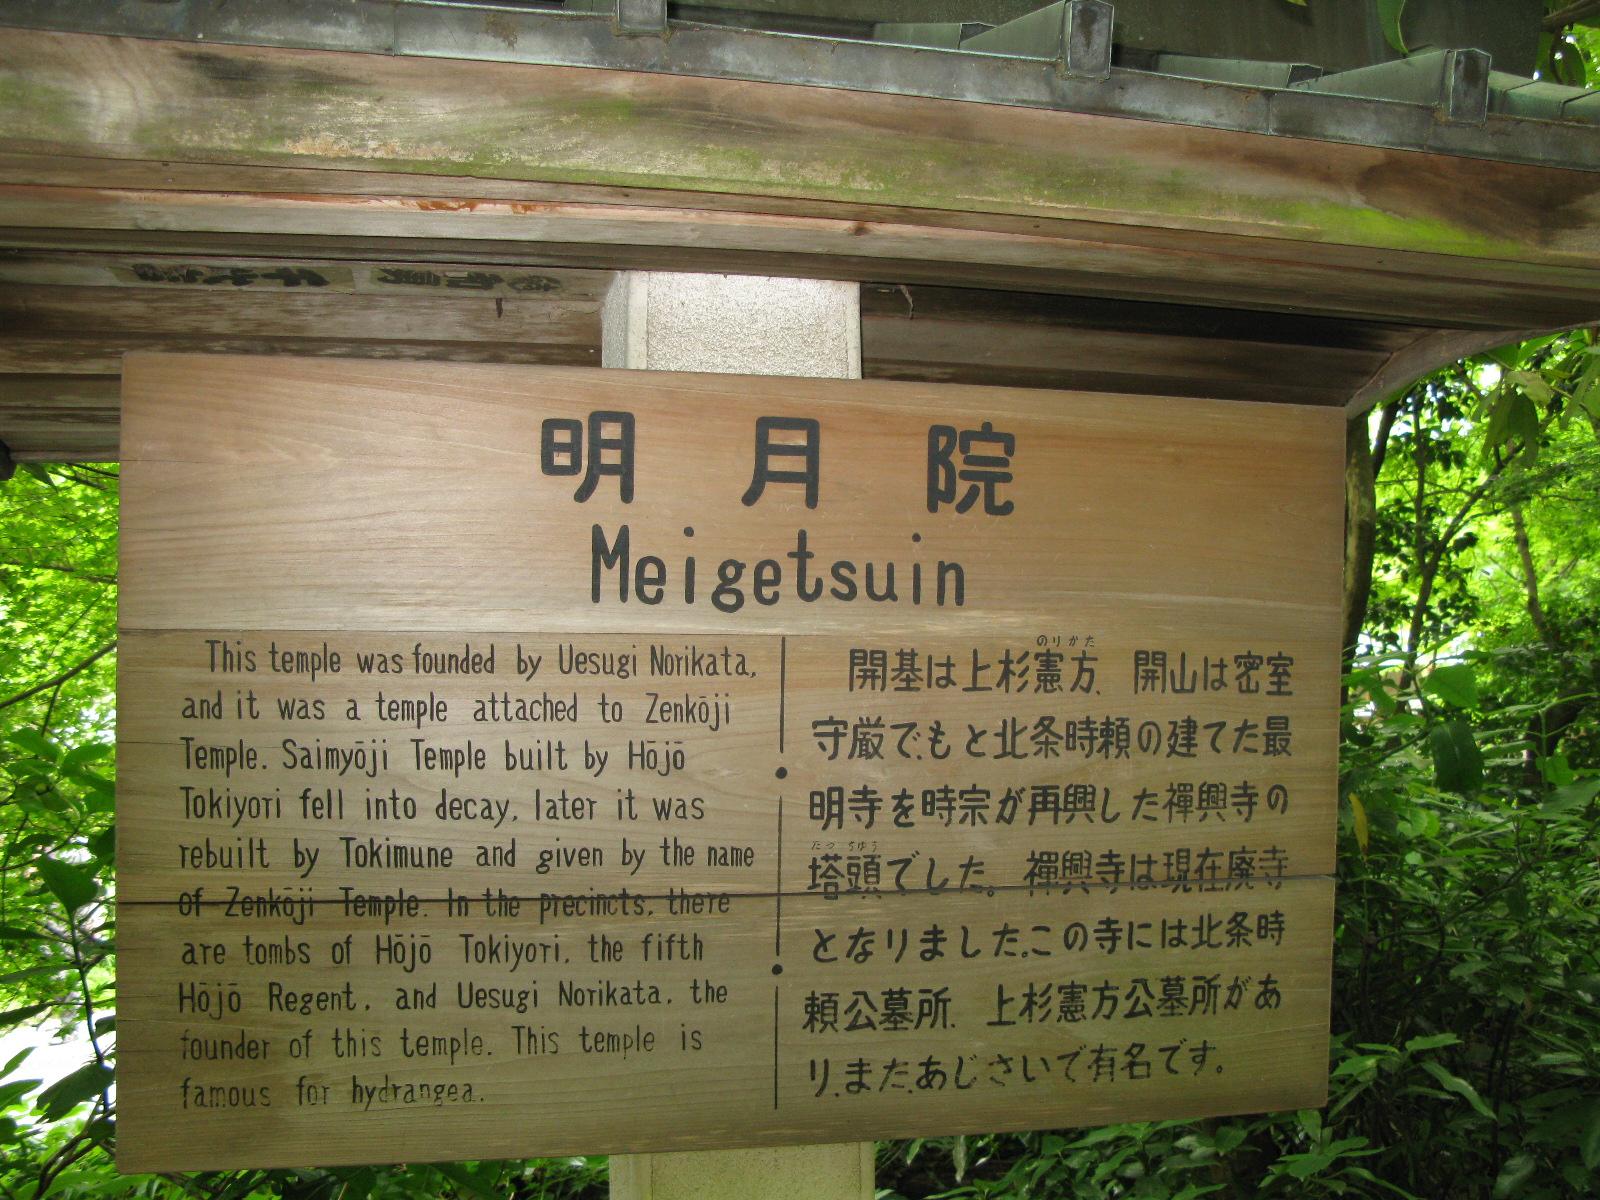 明月院
Meigetsuin
This temple was founded by Uesugi Norikata,
and it was a temple attached to Zenkōji
Temple. Saimyōji Temple built by Hōjō
Tokiyori fell into decay, later it was
rebuilt by Tokimune and given by the name
of Zenkōji Temple. In the precincts, there
are tombs of Hōjō Tokiyori, the fifth
Hōjō Regent, and Uesugi Norikata, the
founder of this temple. This temple is
famous for hydrangea.
のりかた
開基は上杉憲方、開山は密室
守厳で、もと北条時頼の建てた最
明寺を時宗が再興した禅興寺の
たっちゅう
塔頭でした。禅興寺は現在廃寺
となりました。この寺には北条時
頼公墓所、上杉憲方公墓所があ
り、また、あじさいで有名です。